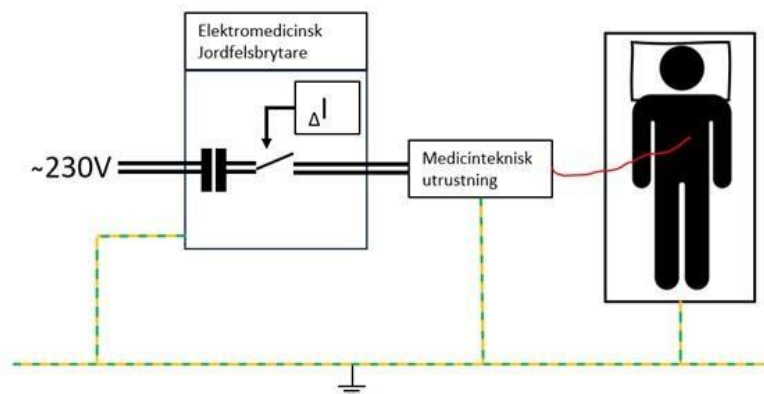 Elektromedicinsk
Jordfelsbrytare
ΔI
~230V
Medicinteknisk
utrustning